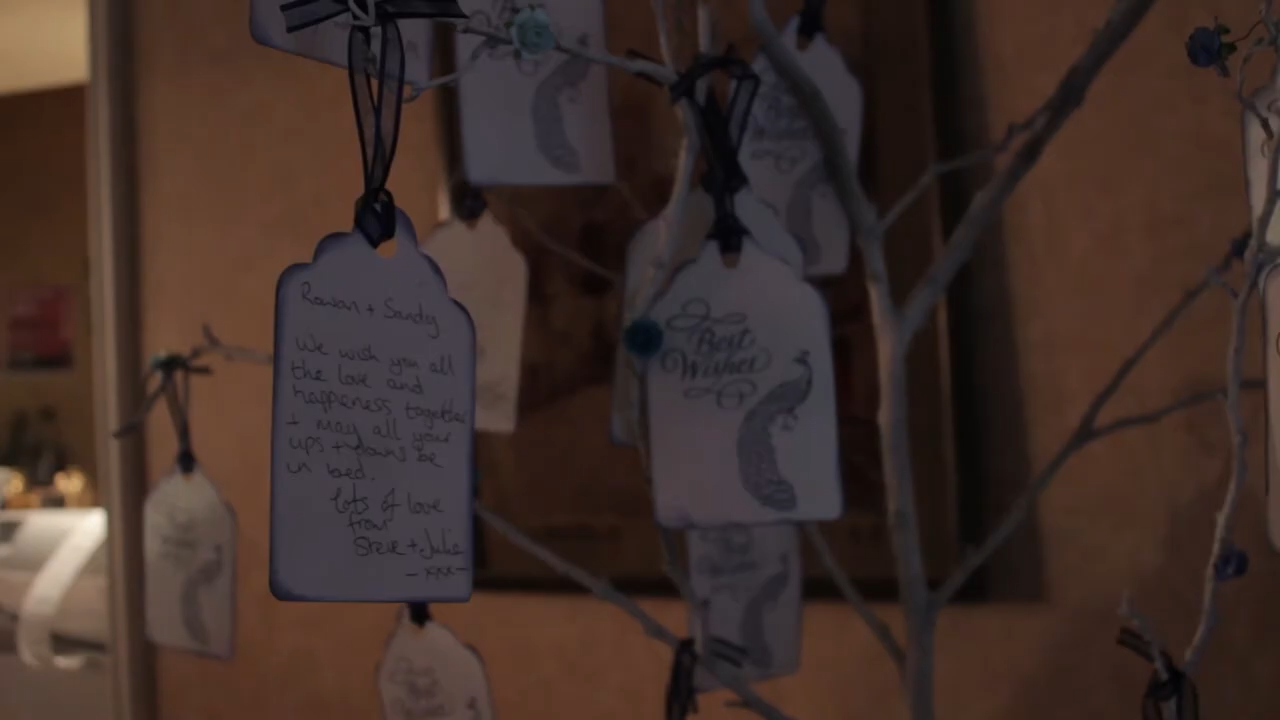 Rowan + Sandy
We wish you all
the love and
happeness together
+ may all your
ups + downs be
in bed.
lots of love
from
Steve + Julie
- xxx -
Best
Wishes